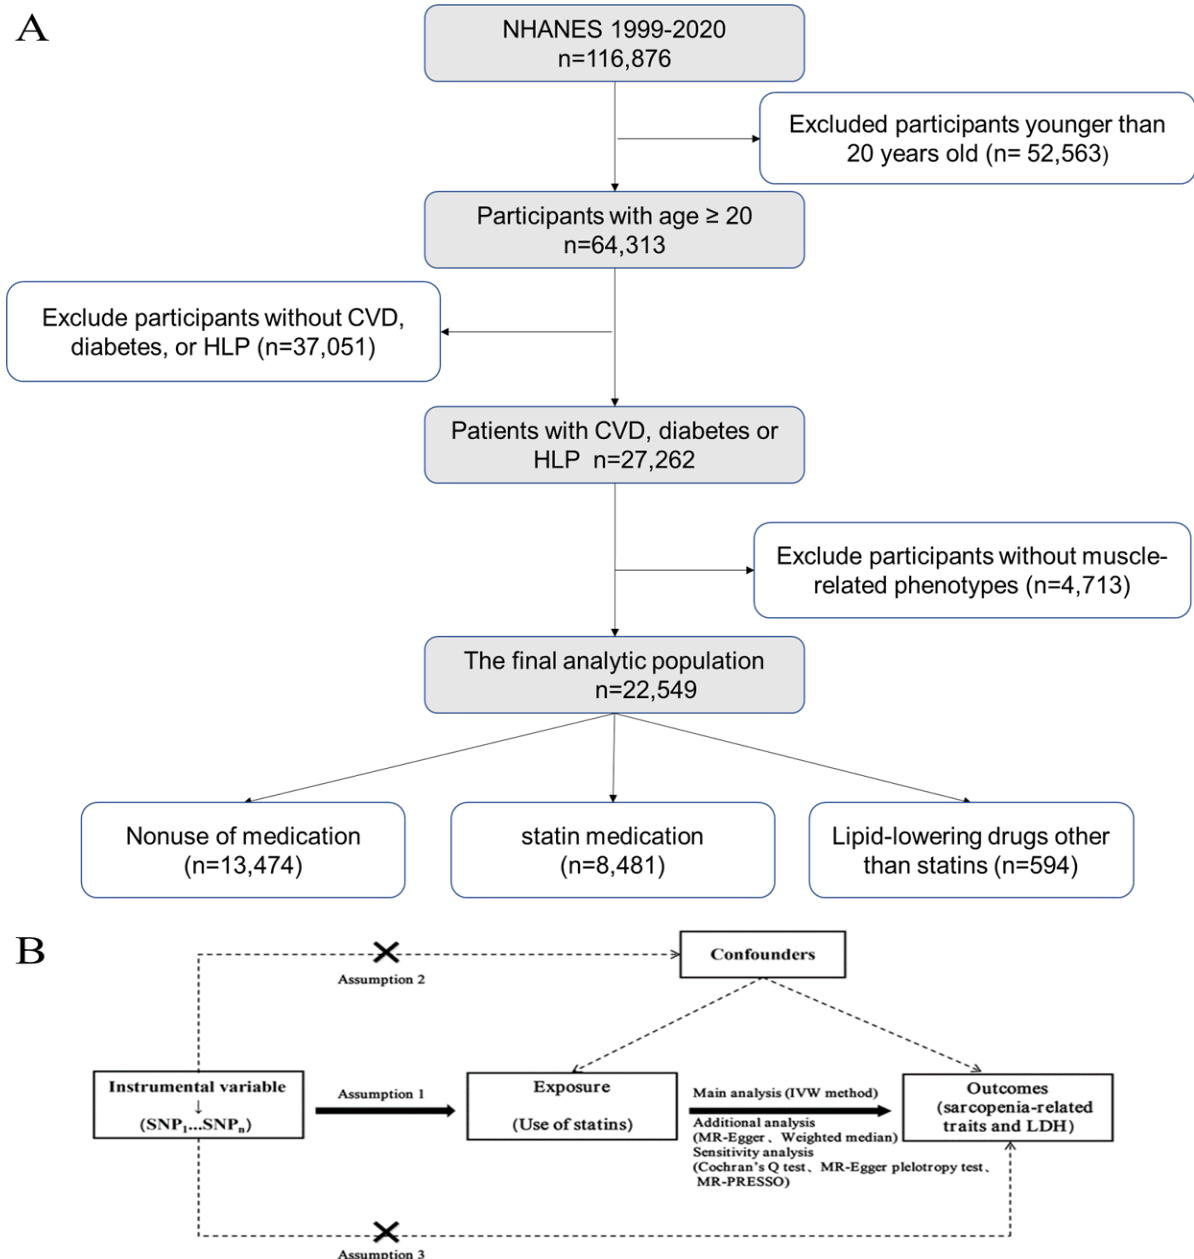 A
NHANES 1999-2020
n=116,876
Excluded participants younger than
20 years old (n= 52,563)
Participants with age ≥ 20
n=64,313
Exclude participants without CVD,
diabetes, or HLP (n=37,051)
Patients with CVD, diabetes or
HLP n=27,262
Exclude participants without muscle-
related phenotypes (n=4,713)
The final analytic population
n=22,549
Nonuse of medication
(n=13,474)
statin medication
(n=8,481)
Lipid-lowering drugs other
than statins (n=594)
B
Assumption 2
Confounders
Instrumental variable
↓
(SNP₁...SNPₙ)
Assumption 1
Exposure
(Use of statins)
Main analysis (IVW method)
Additional analysis
(MR-Egger、Weighted median)
Sensitivity analysis
(Cochran's Q test、MR-Egger plelotropy test、
MR-PRESSO)
Outcomes
(sarcopenia-related
traits and LDH)
Assumption 3